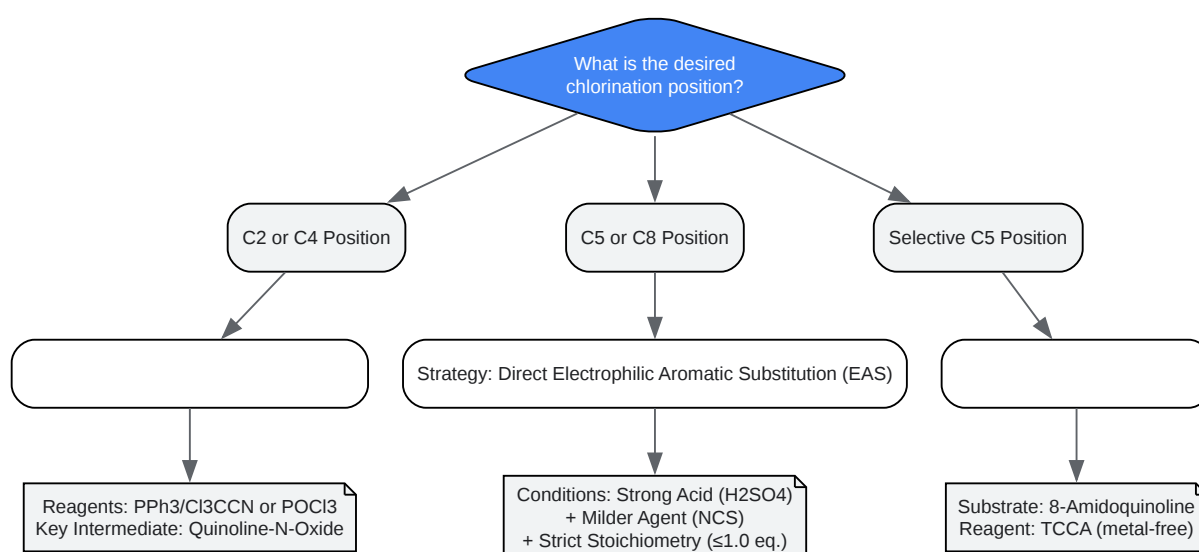 What is the desired
chlorination position?
C2 or C4 Position
C5 or C8 Position
Selective C5 Position
Strategy: Direct Electrophilic Aromatic Substitution (EAS)
Reagents: PPh3/Cl3CCN or POCl3
Key Intermediate: Quinoline-N-Oxide
Conditions: Strong Acid (H2SO4)
+ Milder Agent (NCS)
+ Strict Stoichiometry (≤1.0 eq.)
Substrate: 8-Amidoquinoline
Reagent: TCCA (metal-free)